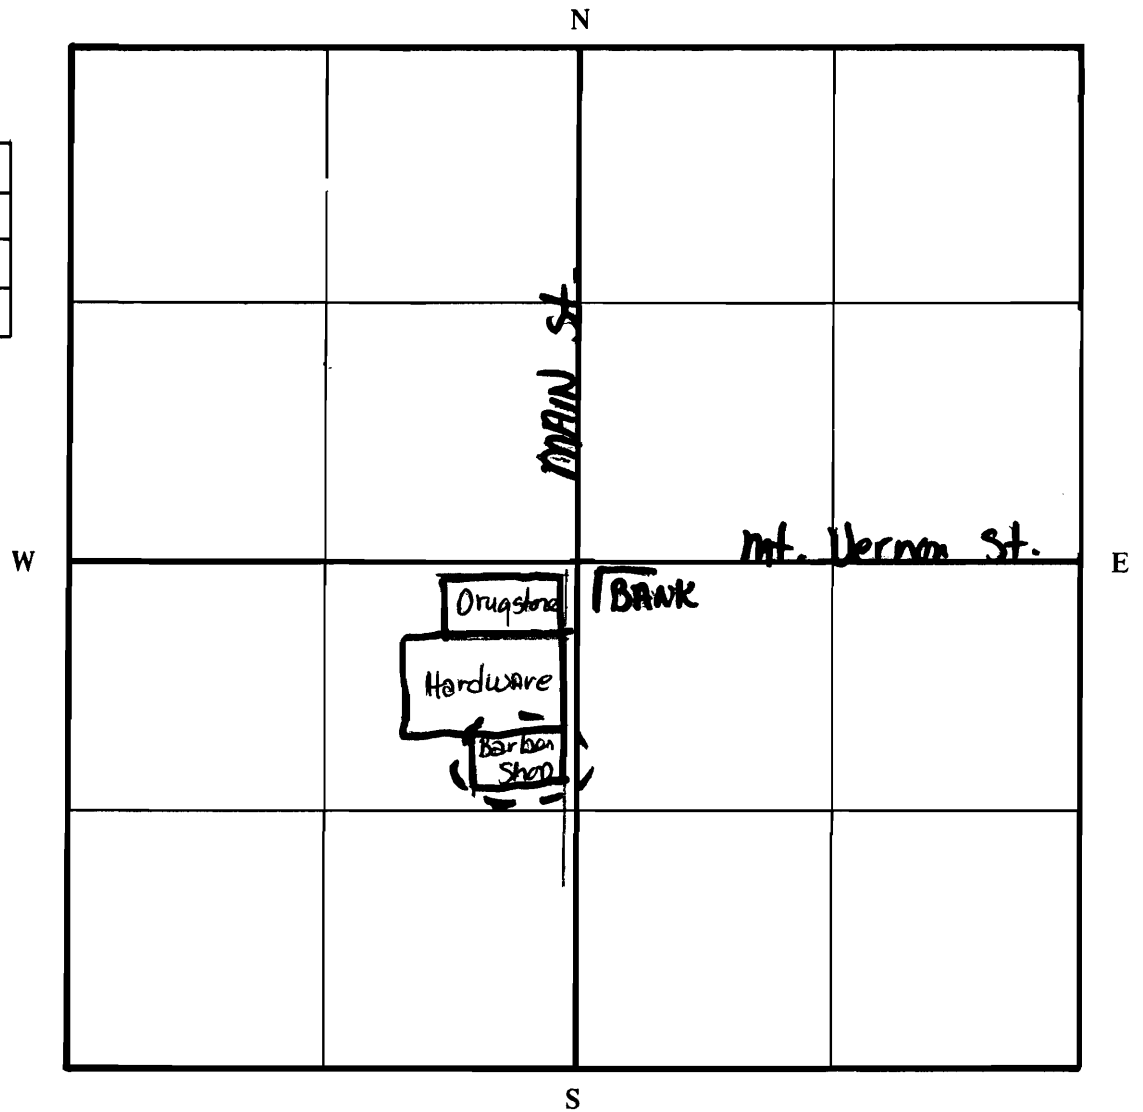 N
MAIN St.
Mt. Vernon St.
W
E
Drugstore
BANK
Hardware
Barber
Shop
S